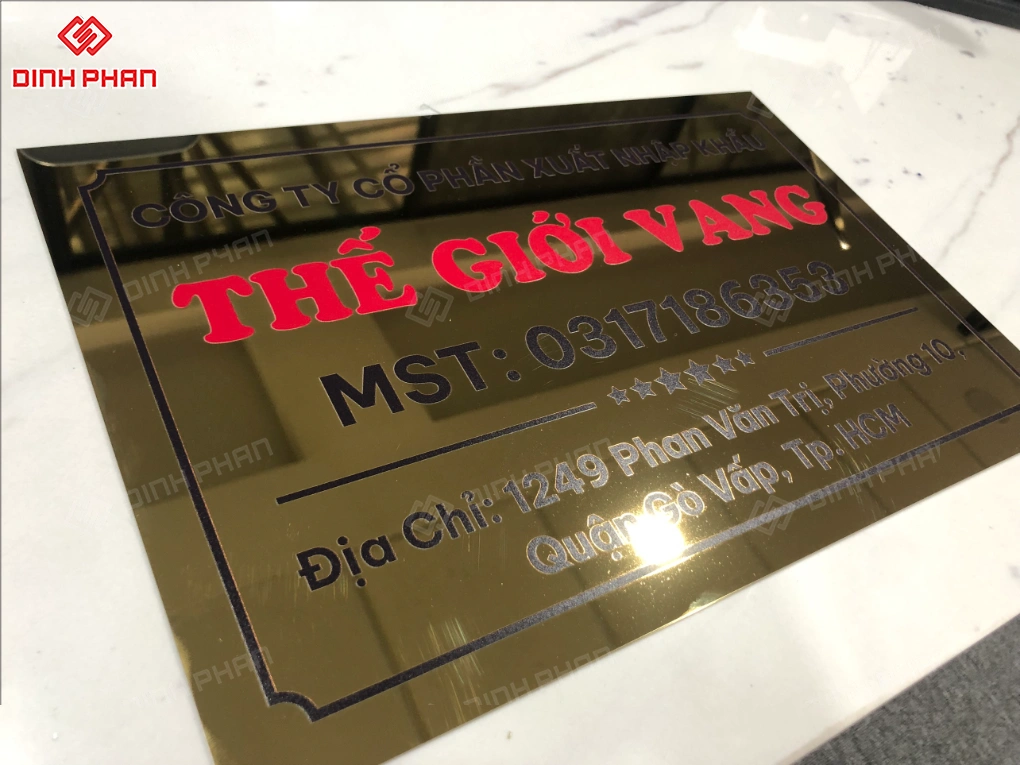 DINH PHAN
CÔNG TY CỔ PHẦN XUẤT NHẬP KHẨU
THẾ GIỚI VANG
MST: 0317186353
Địa Chỉ: 1249 Phan Văn Trị, Phường 10,
Quận Gò Vấp, Tp. HCM